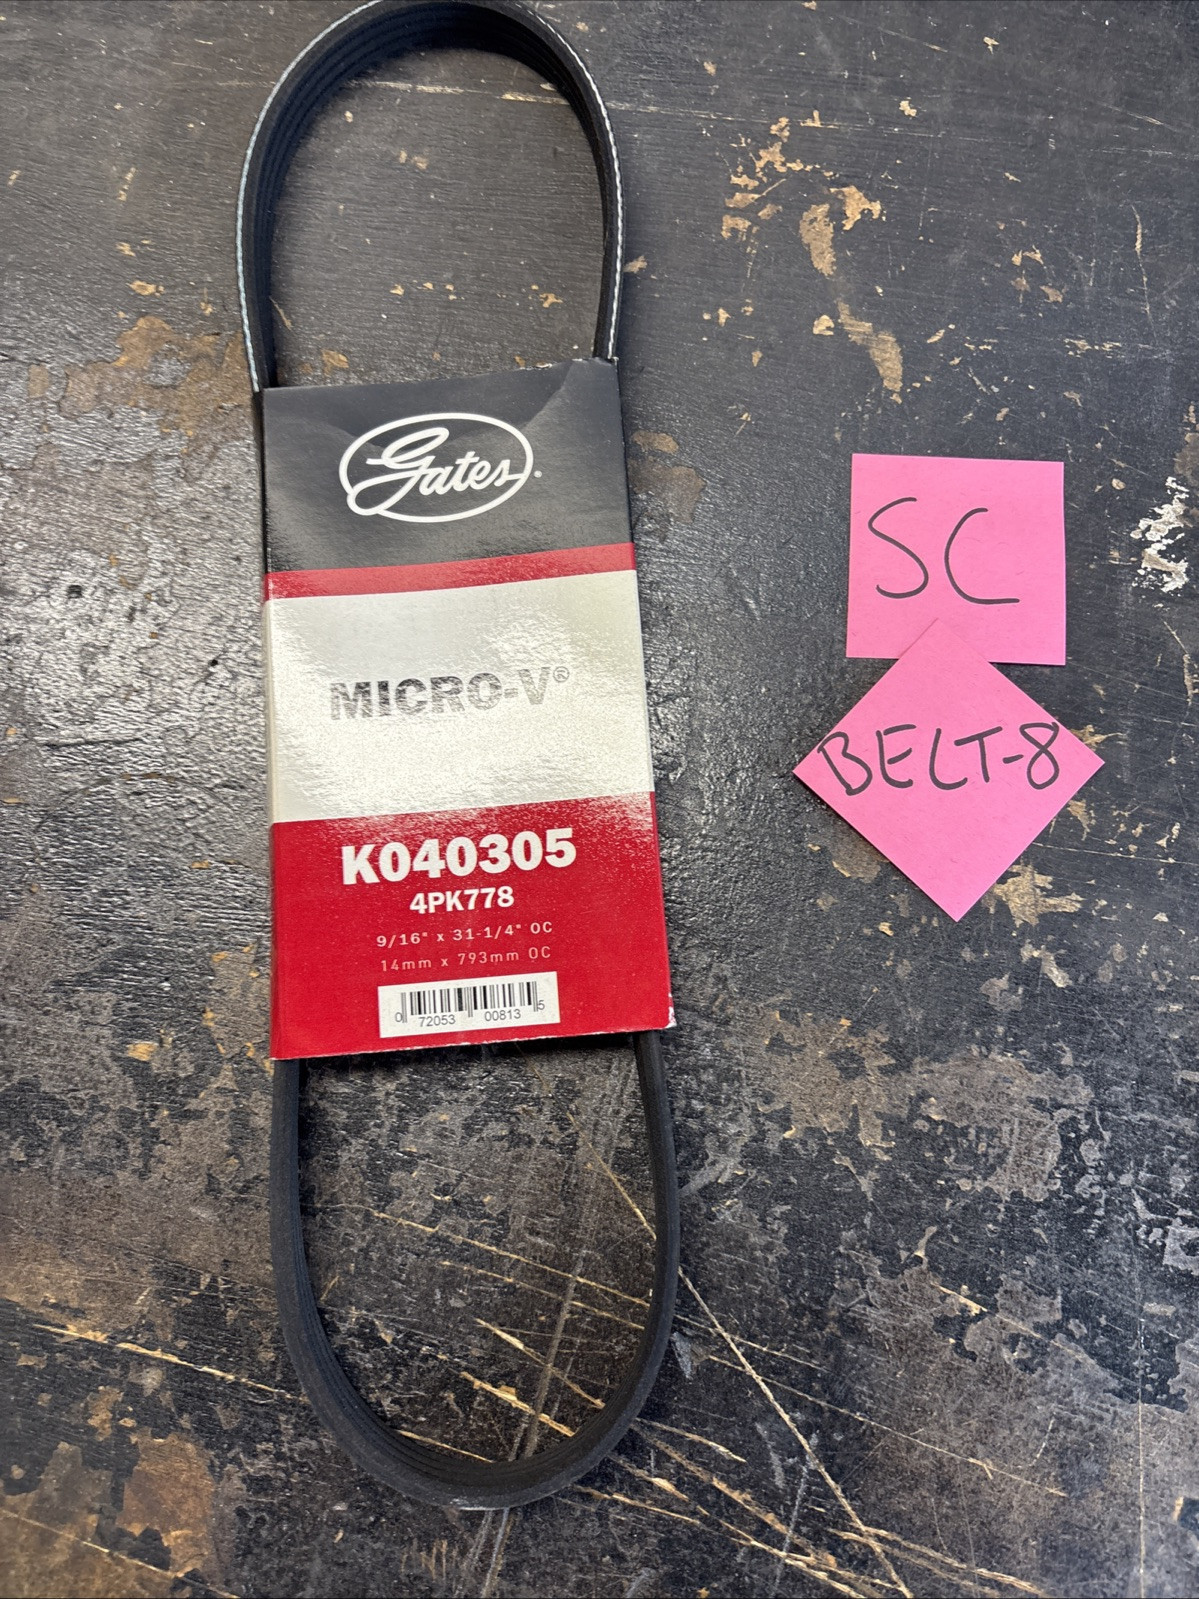 Gates
MICRO-V®
K040305
4PK778
9/16" x 31-1/4" OC
14mm x 793mm OC
0 72053 00813 5
SC
BELT-8